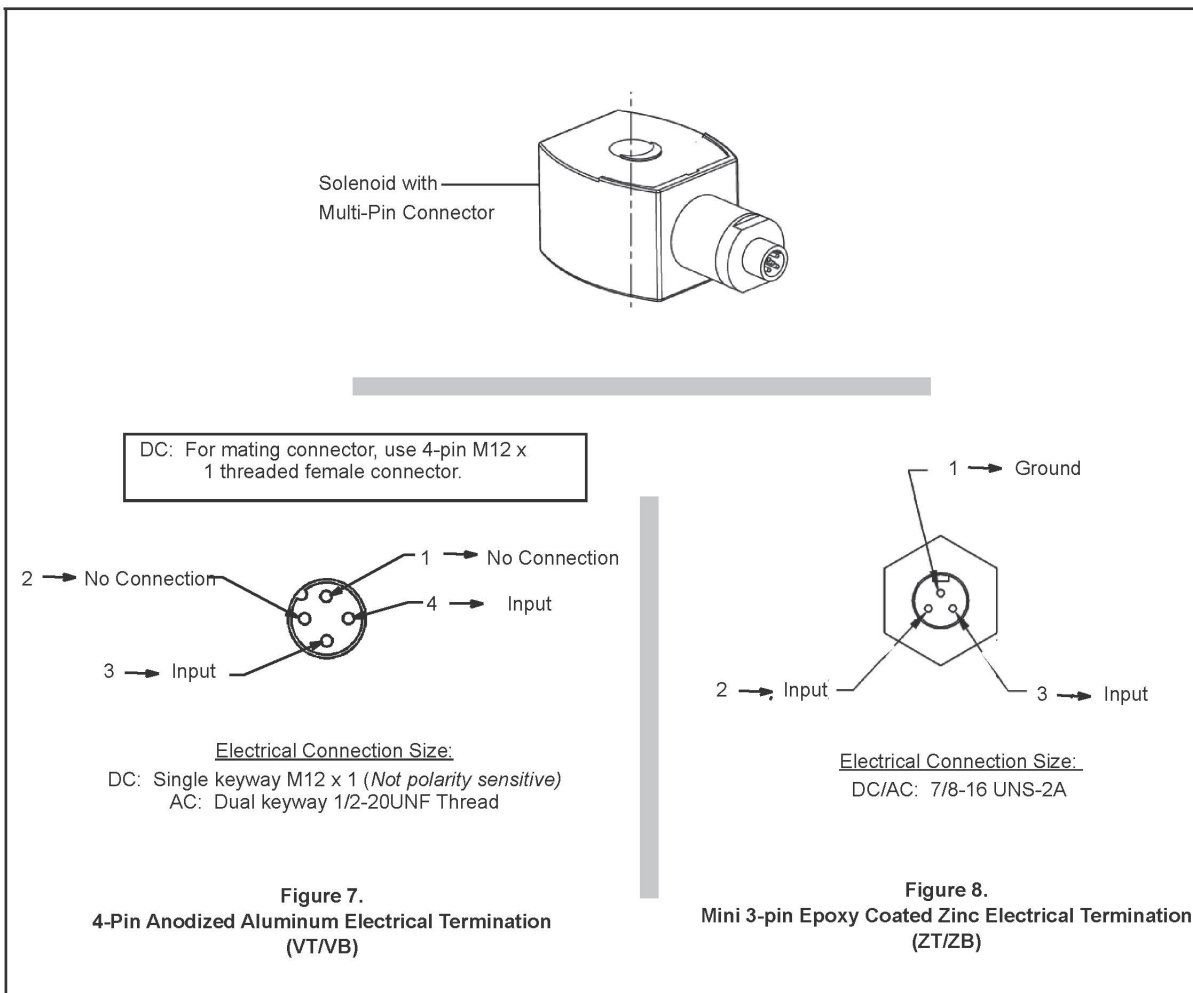 Solenoid with
Multi-Pin Connector
DC: For mating connector, use 4-pin M12 x
1 threaded female connector.
1 → No Connection
2 → No Connection
4 → Input
3 → Input
Electrical Connection Size:
DC: Single keyway M12 x 1 (Not polarity sensitive)
AC: Dual keyway 1/2-20UNF Thread
Figure 7.
4-Pin Anodized Aluminum Electrical Termination
(VT/VB)
1 → Ground
2 → Input
3 → Input
Electrical Connection Size:
DC/AC: 7/8-16 UNS-2A
Figure 8.
Mini 3-pin Epoxy Coated Zinc Electrical Termination
(ZT/ZB)